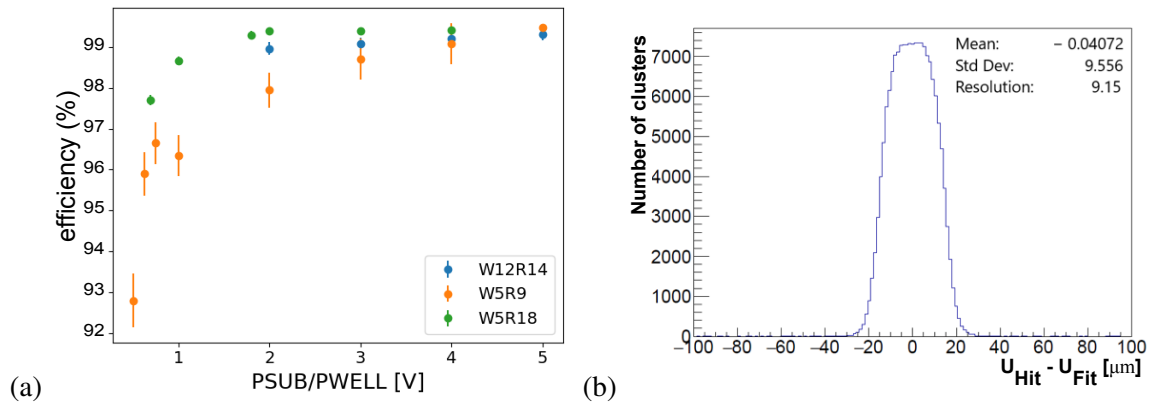 99
98
97
96
95
94
93
92
efficiency (%)
1
2
3
4
5
PSUB/PWELL [V]
W12R14
W5R9
W5R18
(a)
7000
6000
5000
4000
3000
2000
1000
0
Number of clusters
Mean: − 0.04072
Std Dev: 9.556
Resolution: 9.15
−100 −80 −60 −40 −20 0 20 40 60 80 100
U_Hit - U_Fit [μm]
(b)